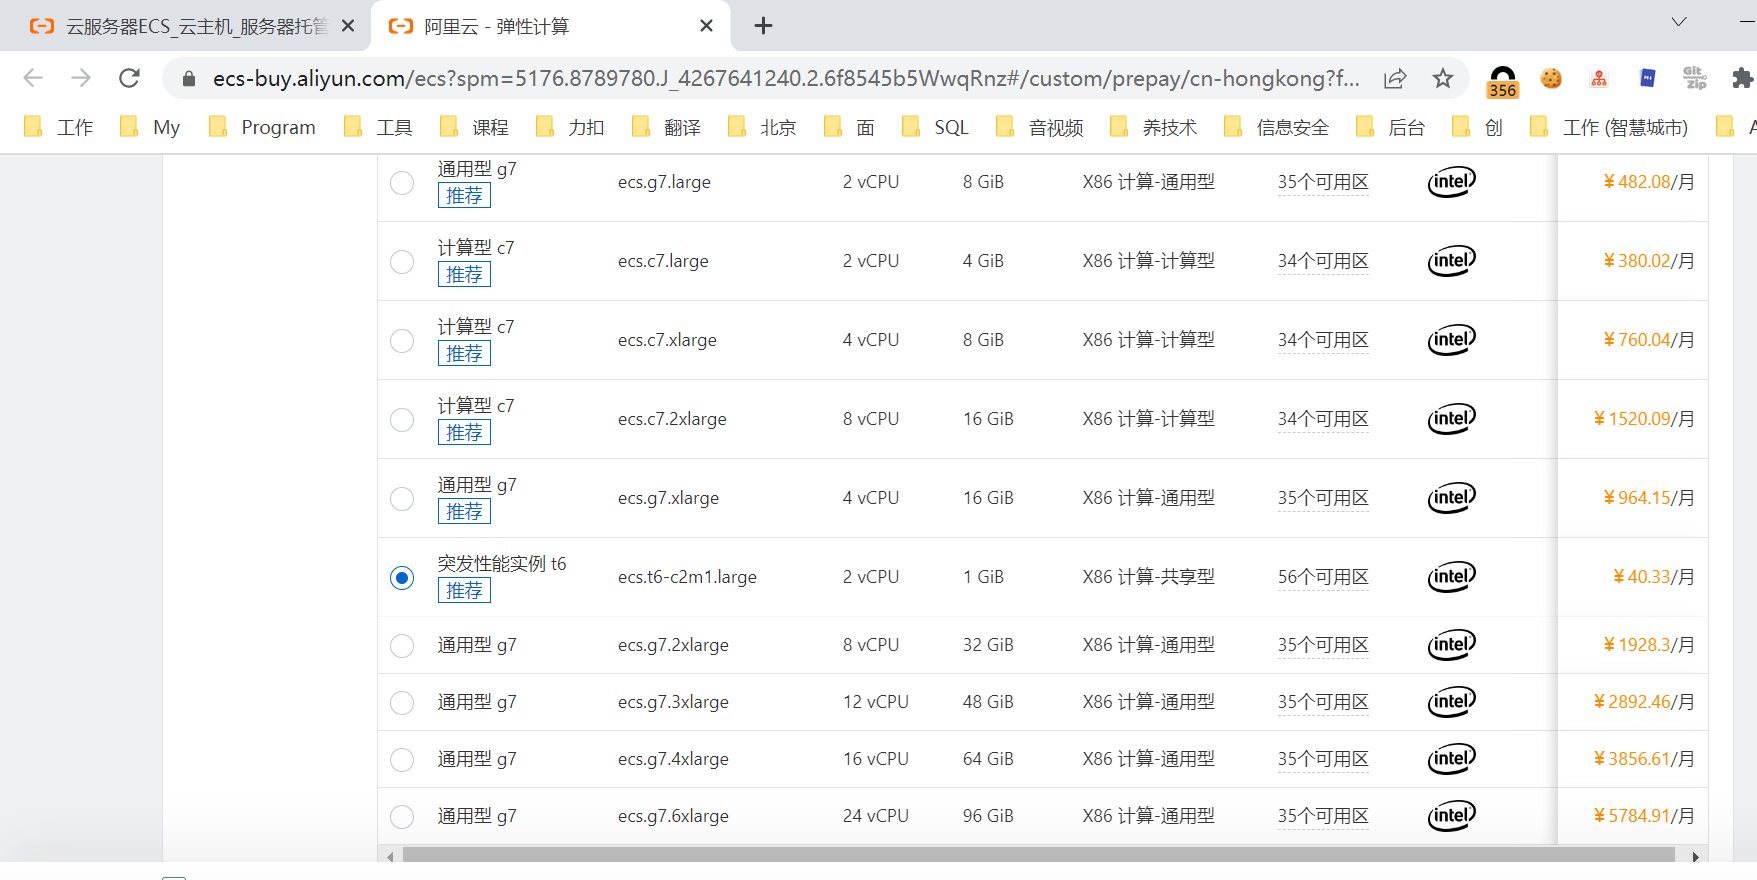 云服务器ECS_云主机_服务器托管
阿里云 - 弹性计算
ecs-buy.aliyun.com/ecs?spm=5176.8789780.J_4267641240.2.6f8545b5WwqRnz#/custom/prepay/cn-hongkong?f...
356
Git Zip
工作 My Program 工具 课程 力扣 翻译 北京 面 SQL 音视频 养技术 信息安全 后台 创 工作 (智慧城市)
通用型 g7
推荐
ecs.g7.large 2 vCPU 8 GiB X86 计算-通用型 35个可用区 intel ¥ 482.08/月
计算型 c7
推荐
ecs.c7.large 2 vCPU 4 GiB X86 计算-计算型 34个可用区 intel ¥ 380.02/月
计算型 c7
推荐
ecs.c7.xlarge 4 vCPU 8 GiB X86 计算-计算型 34个可用区 intel ¥ 760.04/月
计算型 c7
推荐
ecs.c7.2xlarge 8 vCPU 16 GiB X86 计算-计算型 34个可用区 intel ¥ 1520.09/月
通用型 g7
推荐
ecs.g7.xlarge 4 vCPU 16 GiB X86 计算-通用型 35个可用区 intel ¥ 964.15/月
突发性能实例 t6
推荐
ecs.t6-c2m1.large 2 vCPU 1 GiB X86 计算-共享型 56个可用区 intel ¥ 40.33/月
通用型 g7 ecs.g7.2xlarge 8 vCPU 32 GiB X86 计算-通用型 35个可用区 intel ¥ 1928.3/月
通用型 g7 ecs.g7.3xlarge 12 vCPU 48 GiB X86 计算-通用型 35个可用区 intel ¥ 2892.46/月
通用型 g7 ecs.g7.4xlarge 16 vCPU 64 GiB X86 计算-通用型 35个可用区 intel ¥ 3856.61/月
通用型 g7 ecs.g7.6xlarge 24 vCPU 96 GiB X86 计算-通用型 35个可用区 intel ¥ 5784.91/月